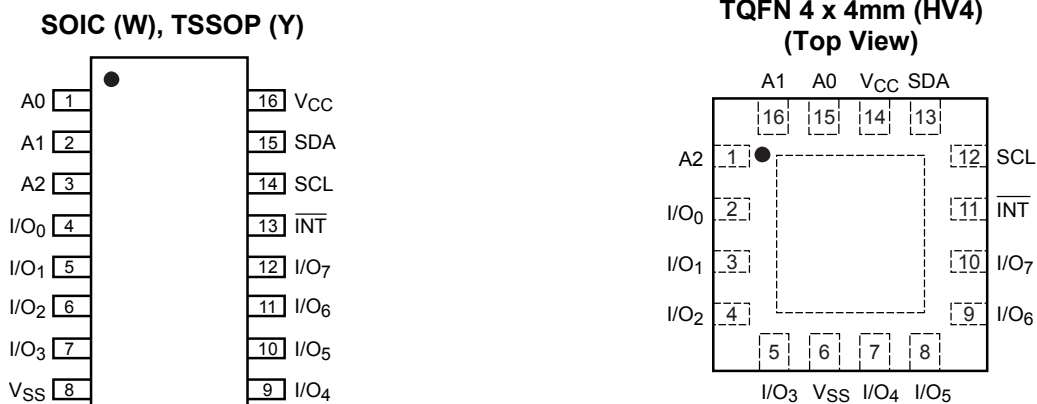 SOIC (W), TSSOP (Y)
A0 1
A1 2
A2 3
I/O0 4
I/O1 5
I/O2 6
I/O3 7
VSS 8
16 VCC
15 SDA
14 SCL
13 INT
12 I/O7
11 I/O6
10 I/O5
9 I/O4
TQFN 4 x 4mm (HV4)
(Top View)
A1 A0 VCC SDA
16 15 14 13
A2 1
I/O0 2
I/O1 3
I/O2 4
12 SCL
11 INT
10 I/O7
9 I/O6
5 6 7 8
I/O3 VSS I/O4 I/O5